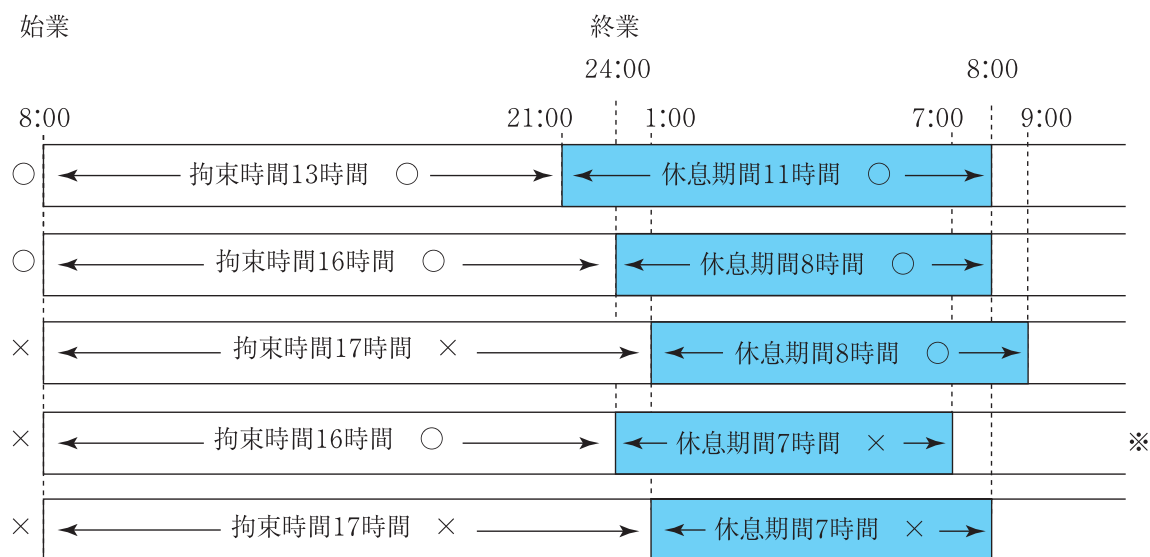 始業 終業
24:00 8:00
8:00 21:00 1:00 7:00 9:00
○ 拘束時間13時間 ○ 休息期間11時間 ○
○ 拘束時間16時間 ○ 休息期間8時間 ○
× 拘束時間17時間 × 休息期間8時間 ○
× 拘束時間16時間 ○ 休息期間7時間 × ※
× 拘束時間17時間 × 休息期間7時間 ×